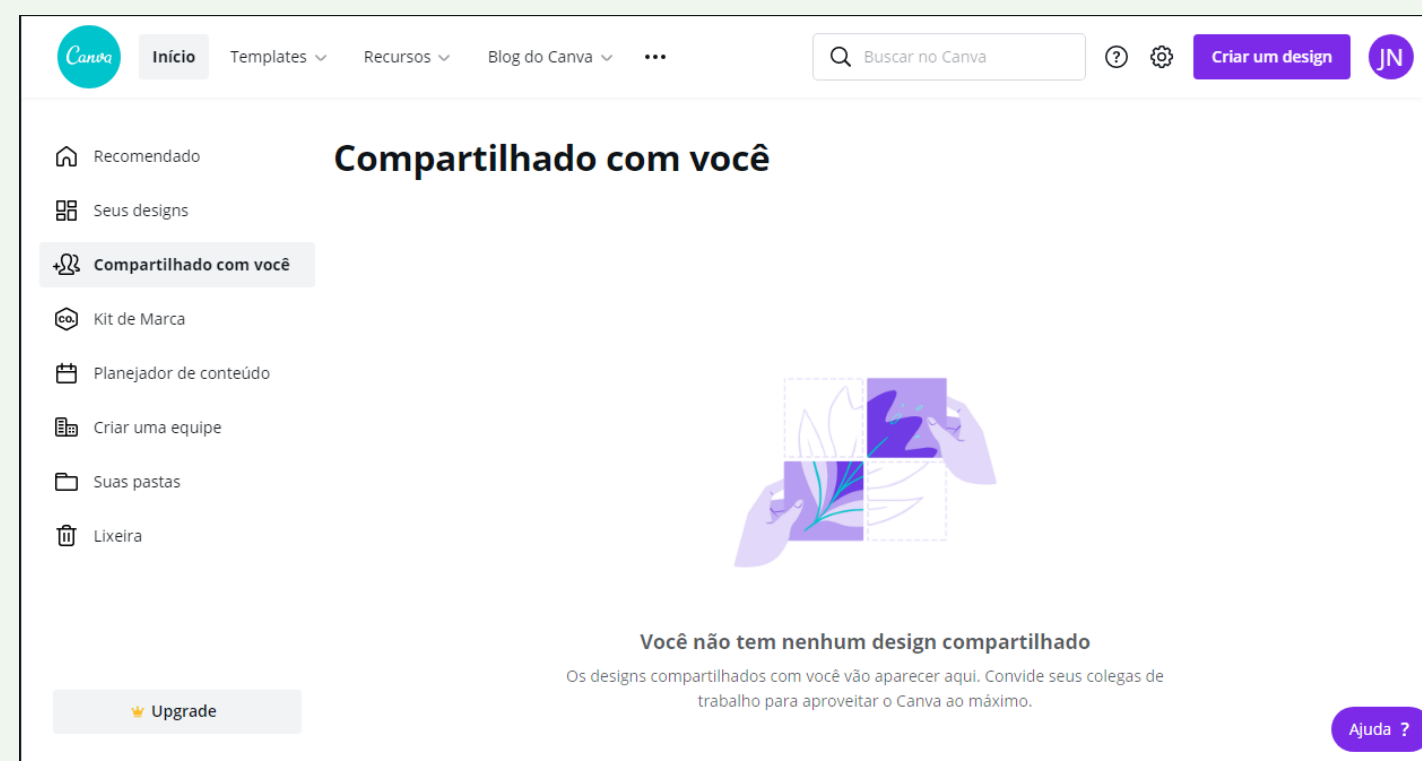 Canva
Início
Templates
Recursos
Blog do Canva
Buscar no Canva
?
Criar um design
JN
Recomendado
Seus designs
Compartilhado com você
CO.
Kit de Marca
Planejador de conteúdo
Criar uma equipe
Suas pastas
Lixeira
Upgrade
Compartilhado com você
Você não tem nenhum design compartilhado
Os designs compartilhados com você vão aparecer aqui. Convide seus colegas de
trabalho para aproveitar o Canva ao máximo.
Ajuda ?